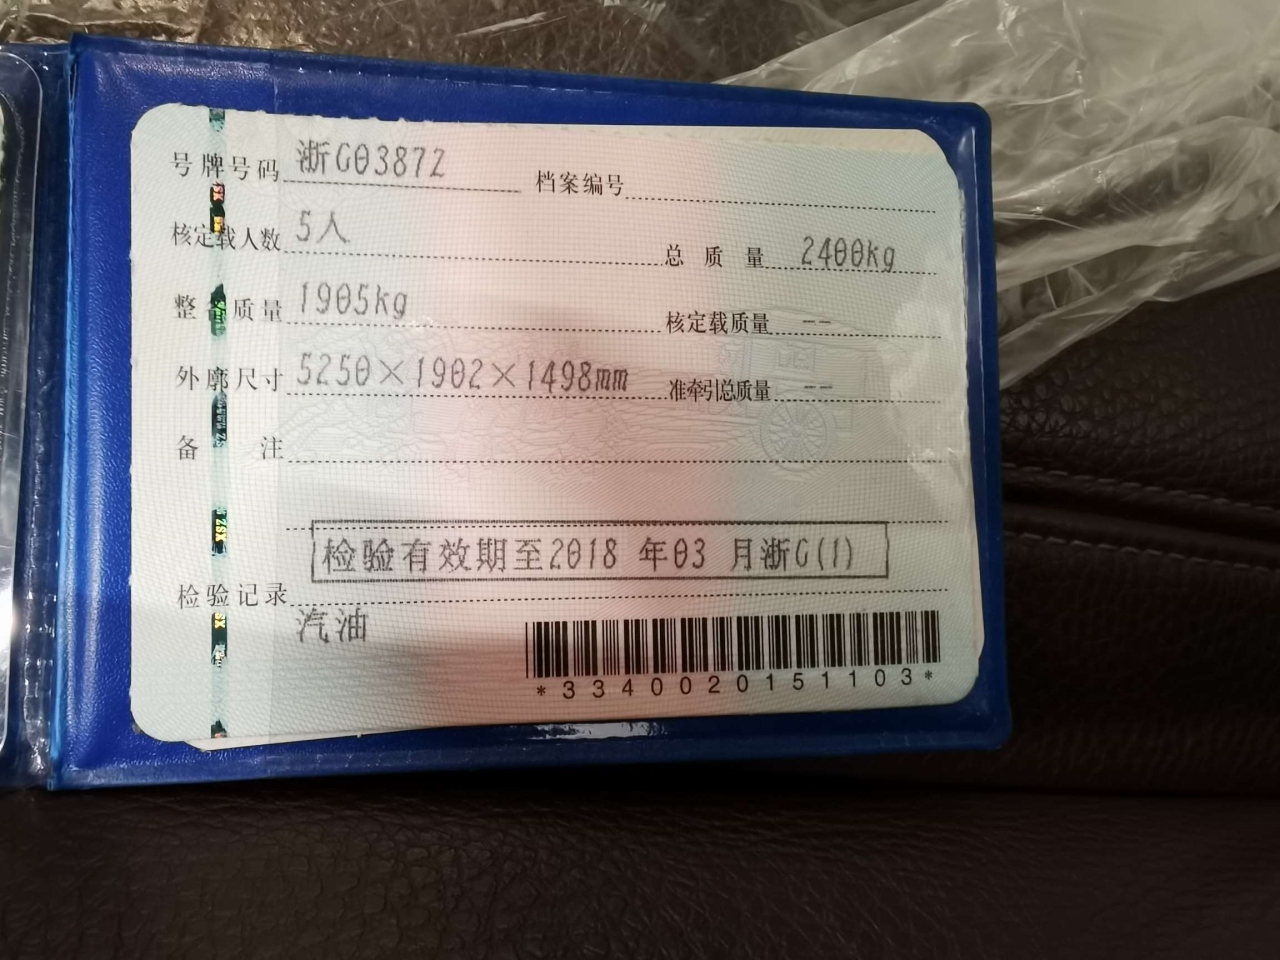 号牌号码 浙G03872 档案编号
核定载人数 5人 总质量 2400kg
整备质量 1905kg 核定载质量 --
外廓尺寸 5250×1902×1498mm 准牵引总质量 --
备注
检验有效期至2018 年03 月浙G(1)
检验记录
汽油
*3340020151103*